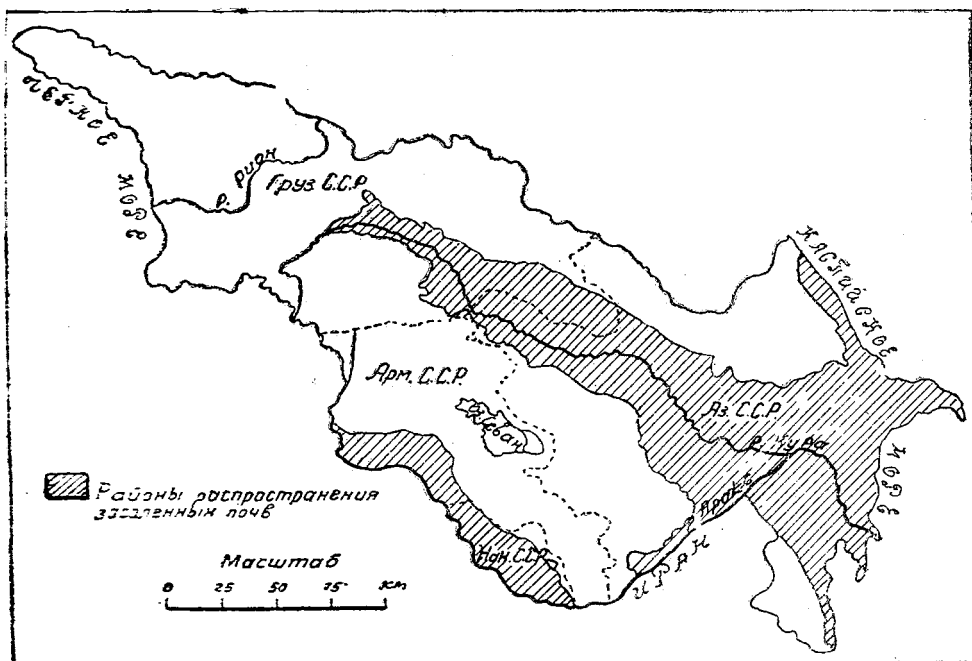 ЧЕРНОЕ
МОРЕ
р. РИОН
Груз. С.С.Р.
КАСПИЙСКОЕ
МОРЕ
Арм. С.С.Р.
Оз. Севан
Аз. С.С.Р.
р. Кура
р. Аракс
ИРАН
Нах. С.С.Р.
Районы распространения
засоленных почв
Масштаб
0 25 50 75 Км